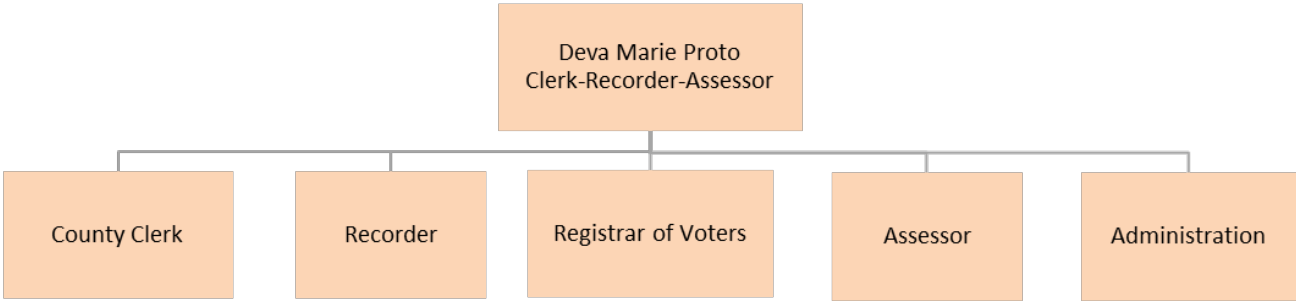 Deva Marie Proto
Clerk-Recorder-Assessor
County Clerk
Recorder
Registrar of Voters
Assessor
Administration